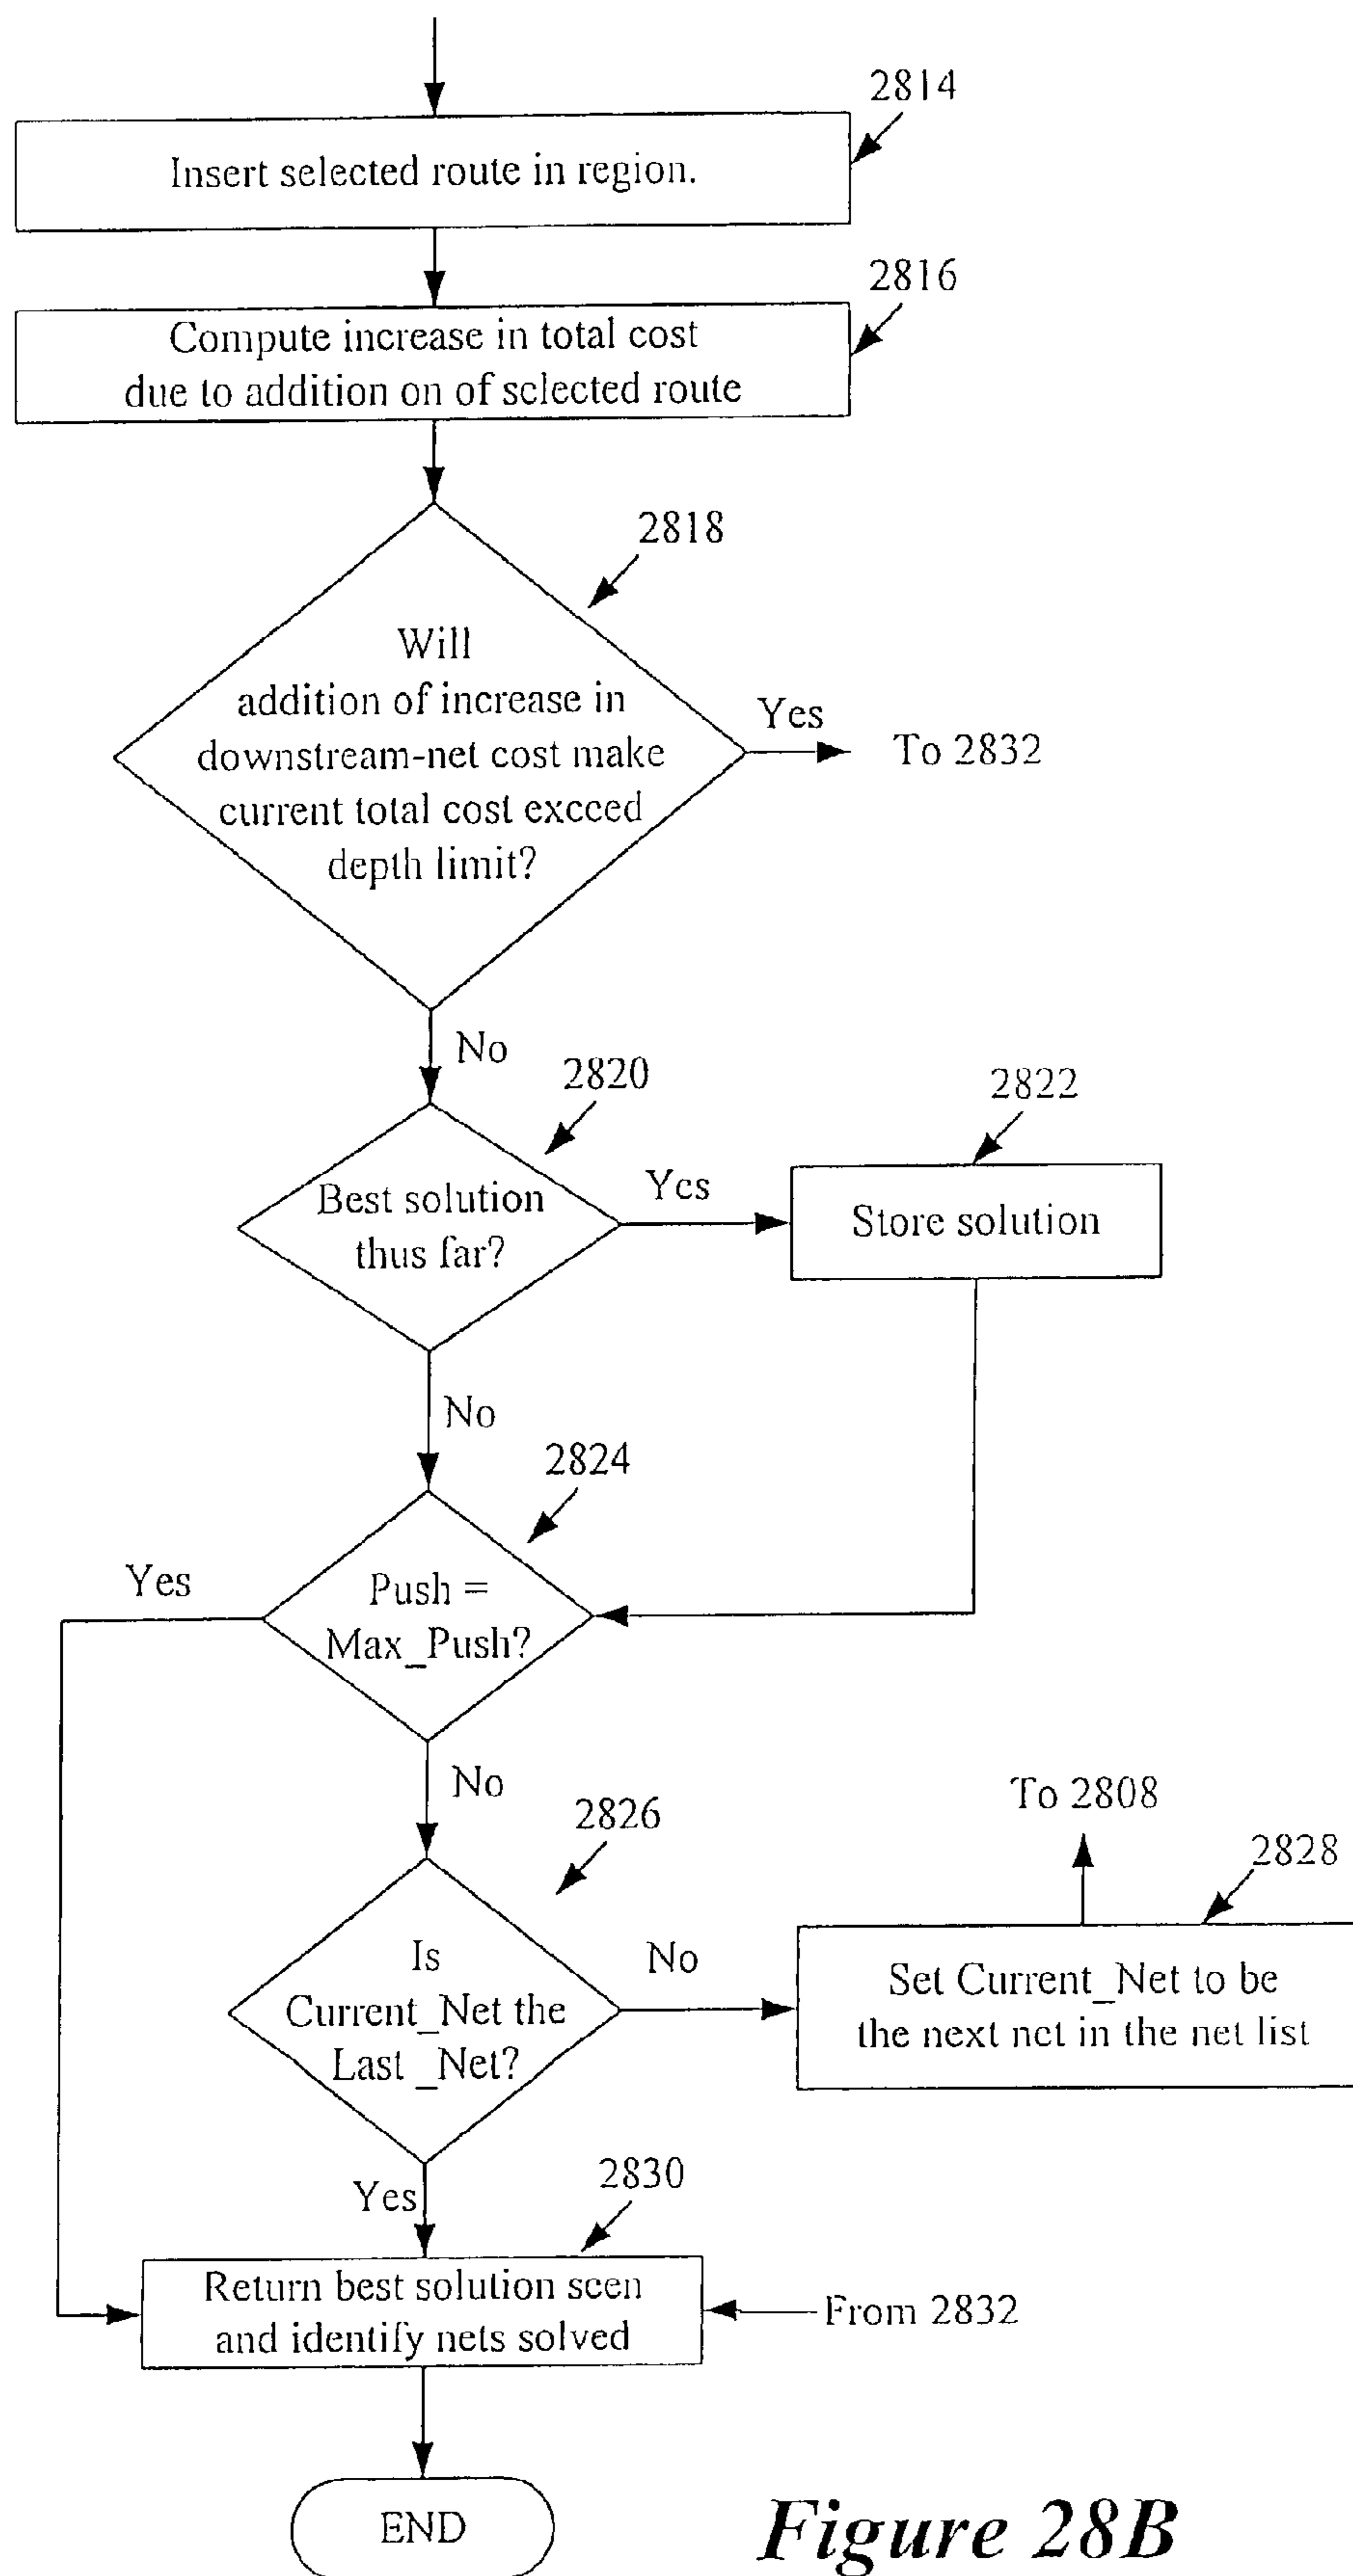 2814
Insert selected route in region.
2816
Compute increase in total cost
due to addition on of selected route
2818
Will
addition of increase in
downstream-net cost make
current total cost exceed
depth limit?
Yes
To 2832
No
2820
2822
Best solution
thus far?
Yes
Store solution
No
2824
Yes
Push =
Max_Push?
No
2826
To 2808
2828
Is
Current_Net the
Last _Net?
No
Set Current_Net to be
the next net in the net list
Yes
2830
Return best solution seen
and identify nets solved
From 2832
END
Figure 28B